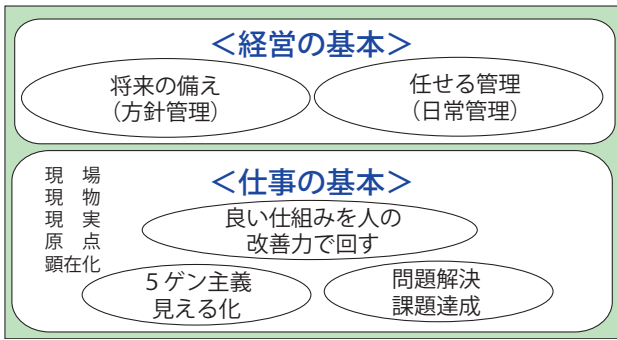 ＜経営の基本＞
将来の備え
（方針管理）
任せる管理
（日常管理）
＜仕事の基本＞
現　場
現　物
現　実
原　点
顕在化
良い仕組みを人の
改善力で回す
５ゲン主義
見える化
問題解決
課題達成